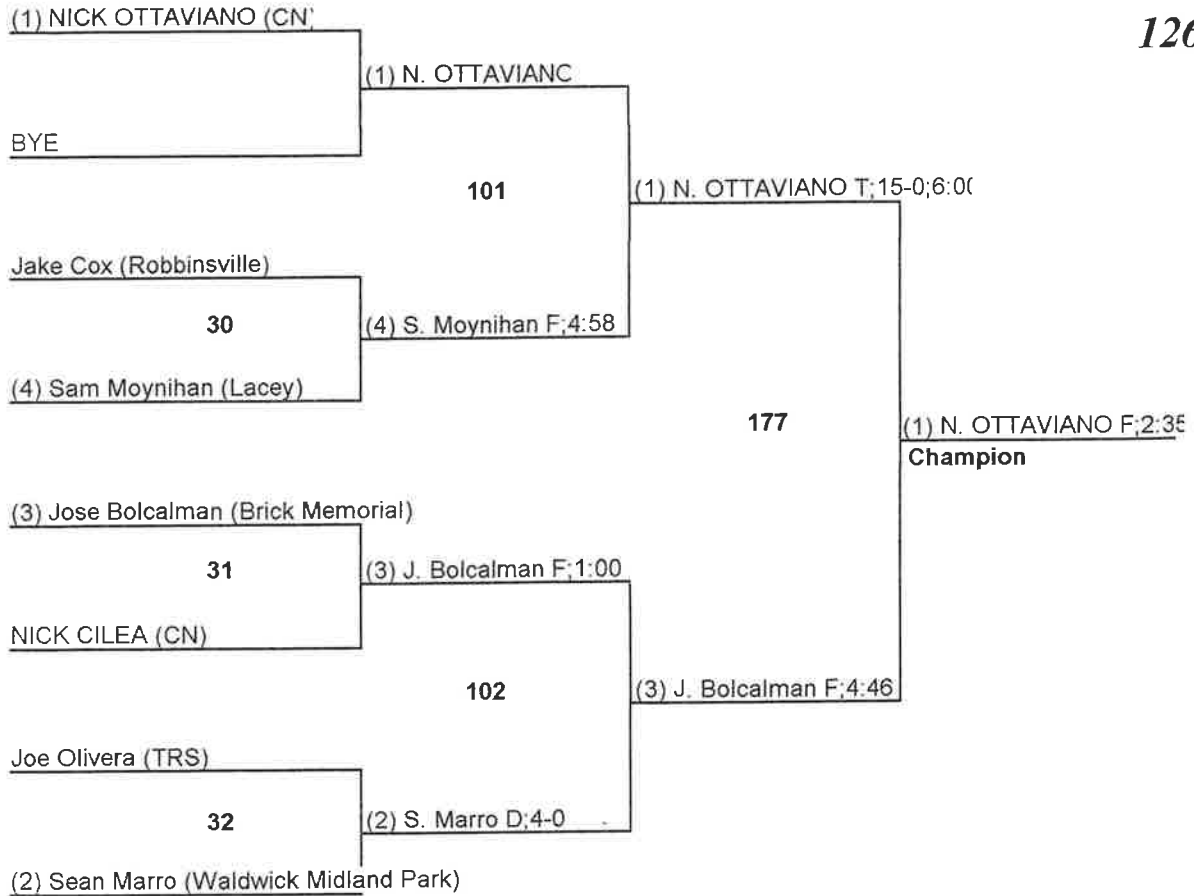 (1) NICK OTTAVIANO (CN)
126
(1) N. OTTAVIANO
BYE
101
(1) N. OTTAVIANO T;15-0;6:00
Jake Cox (Robbinsville)
30
(4) S. Moynihan F;4:58
(4) Sam Moynihan (Lacey)
177
(1) N. OTTAVIANO F;2:35
Champion
(3) Jose Bolcalman (Brick Memorial)
31
(3) J. Bolcalman F;1:00
NICK CILEA (CN)
102
(3) J. Bolcalman F;4:46
Joe Olivera (TRS)
32
(2) S. Marro D;4-0
(2) Sean Marro (Waldwick Midland Park)